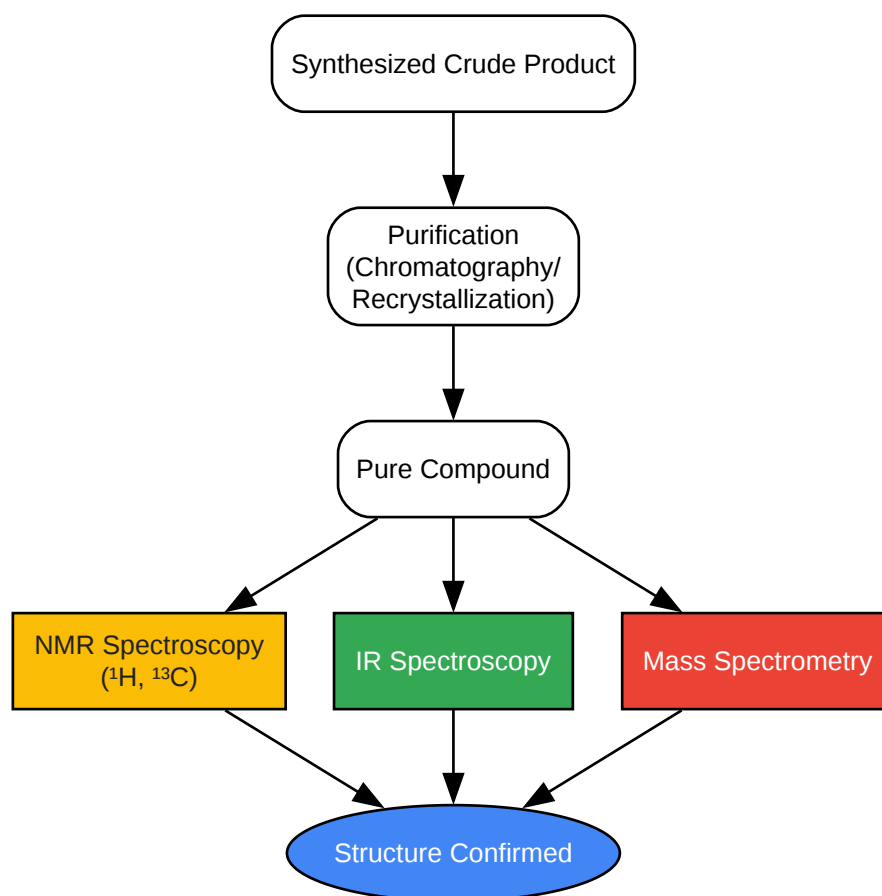 Synthesized Crude Product
Purification
(Chromatography/
Recrystallization)
Pure Compound
NMR Spectroscopy
(¹H, ¹³C)
IR Spectroscopy
Mass Spectrometry
Structure Confirmed